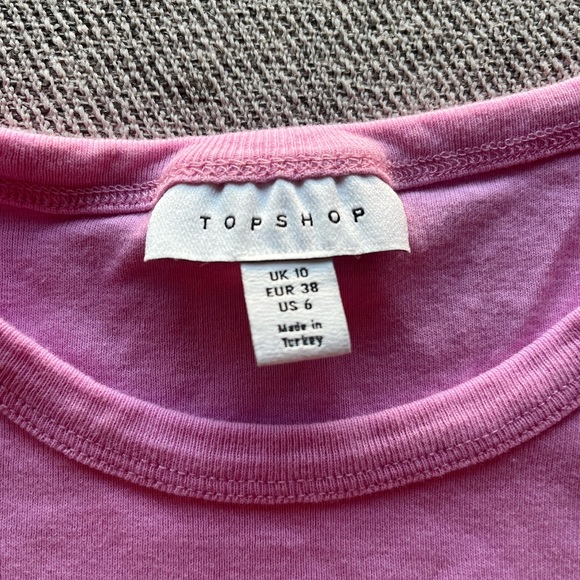 TOPSHOP
UK 10
EUR 38
US 6
Made in
Turkey